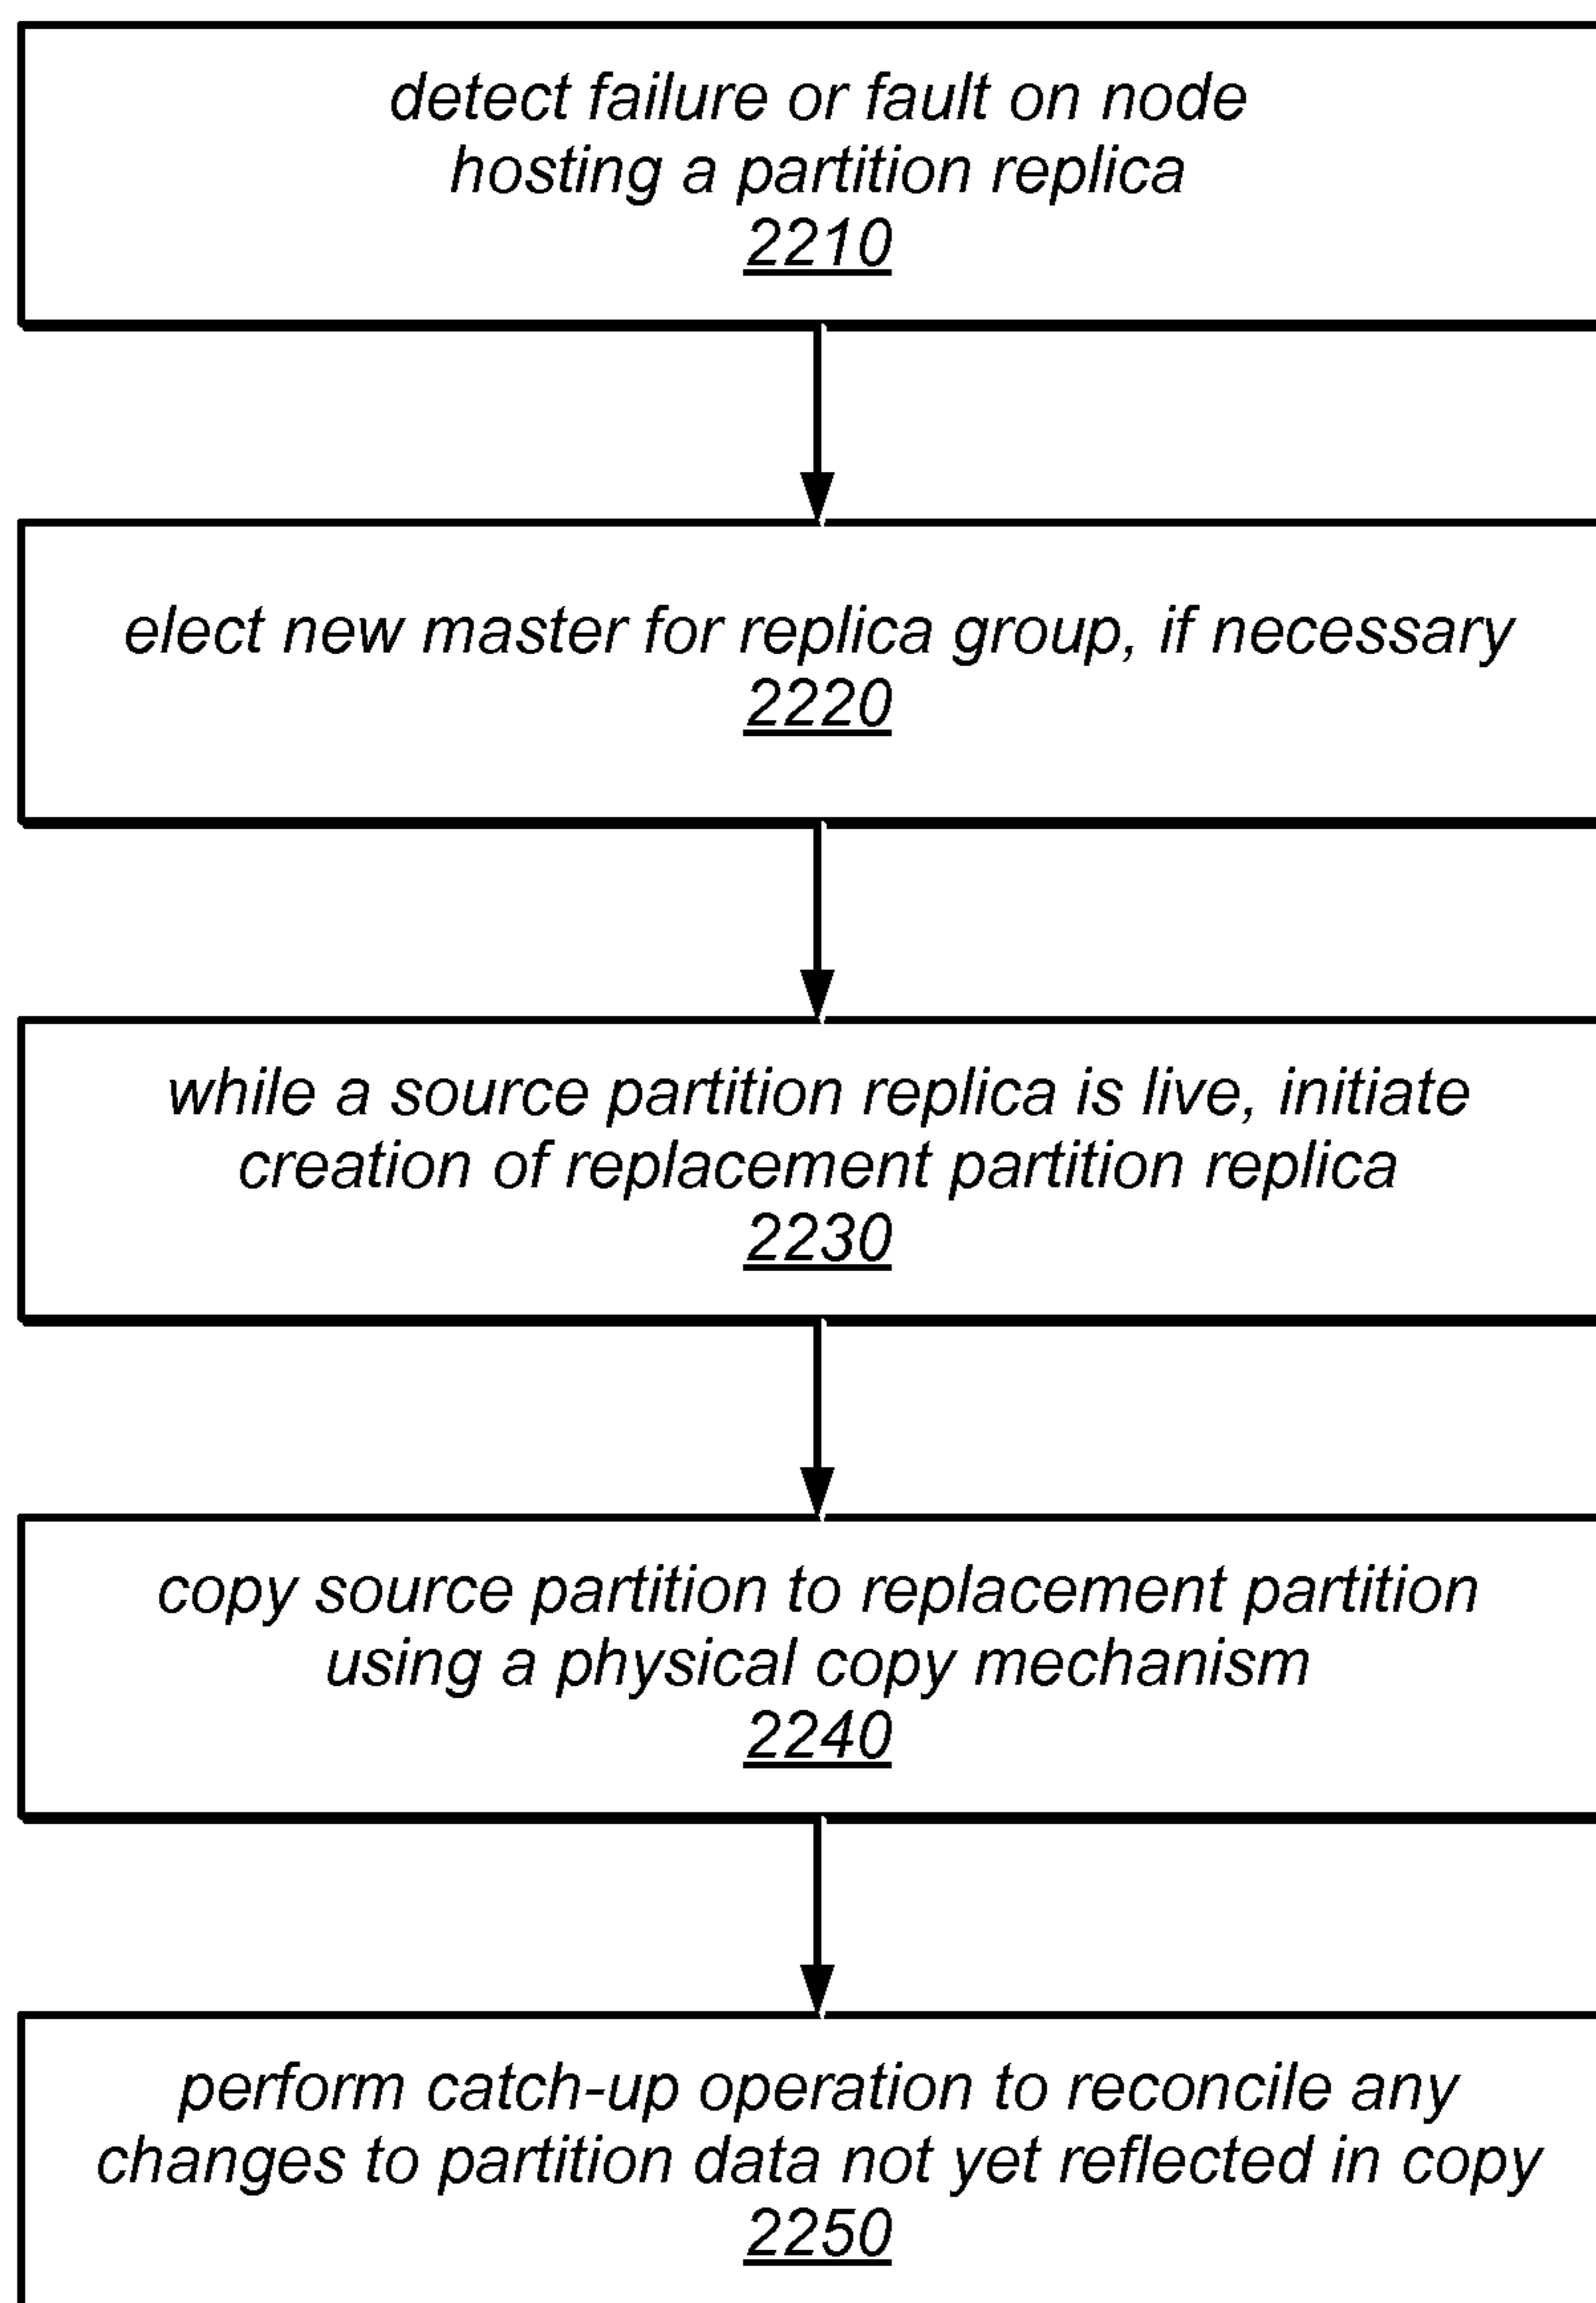 detect failure or fault on node
hosting a partition replica
2210
elect new master for replica group, if necessary
2220
while a source partition replica is live, initiate
creation of replacement partition replica
2230
copy source partition to replacement partition
using a physical copy mechanism
2240
perform catch-up operation to reconcile any
changes to partition data not yet reflected in copy
2250